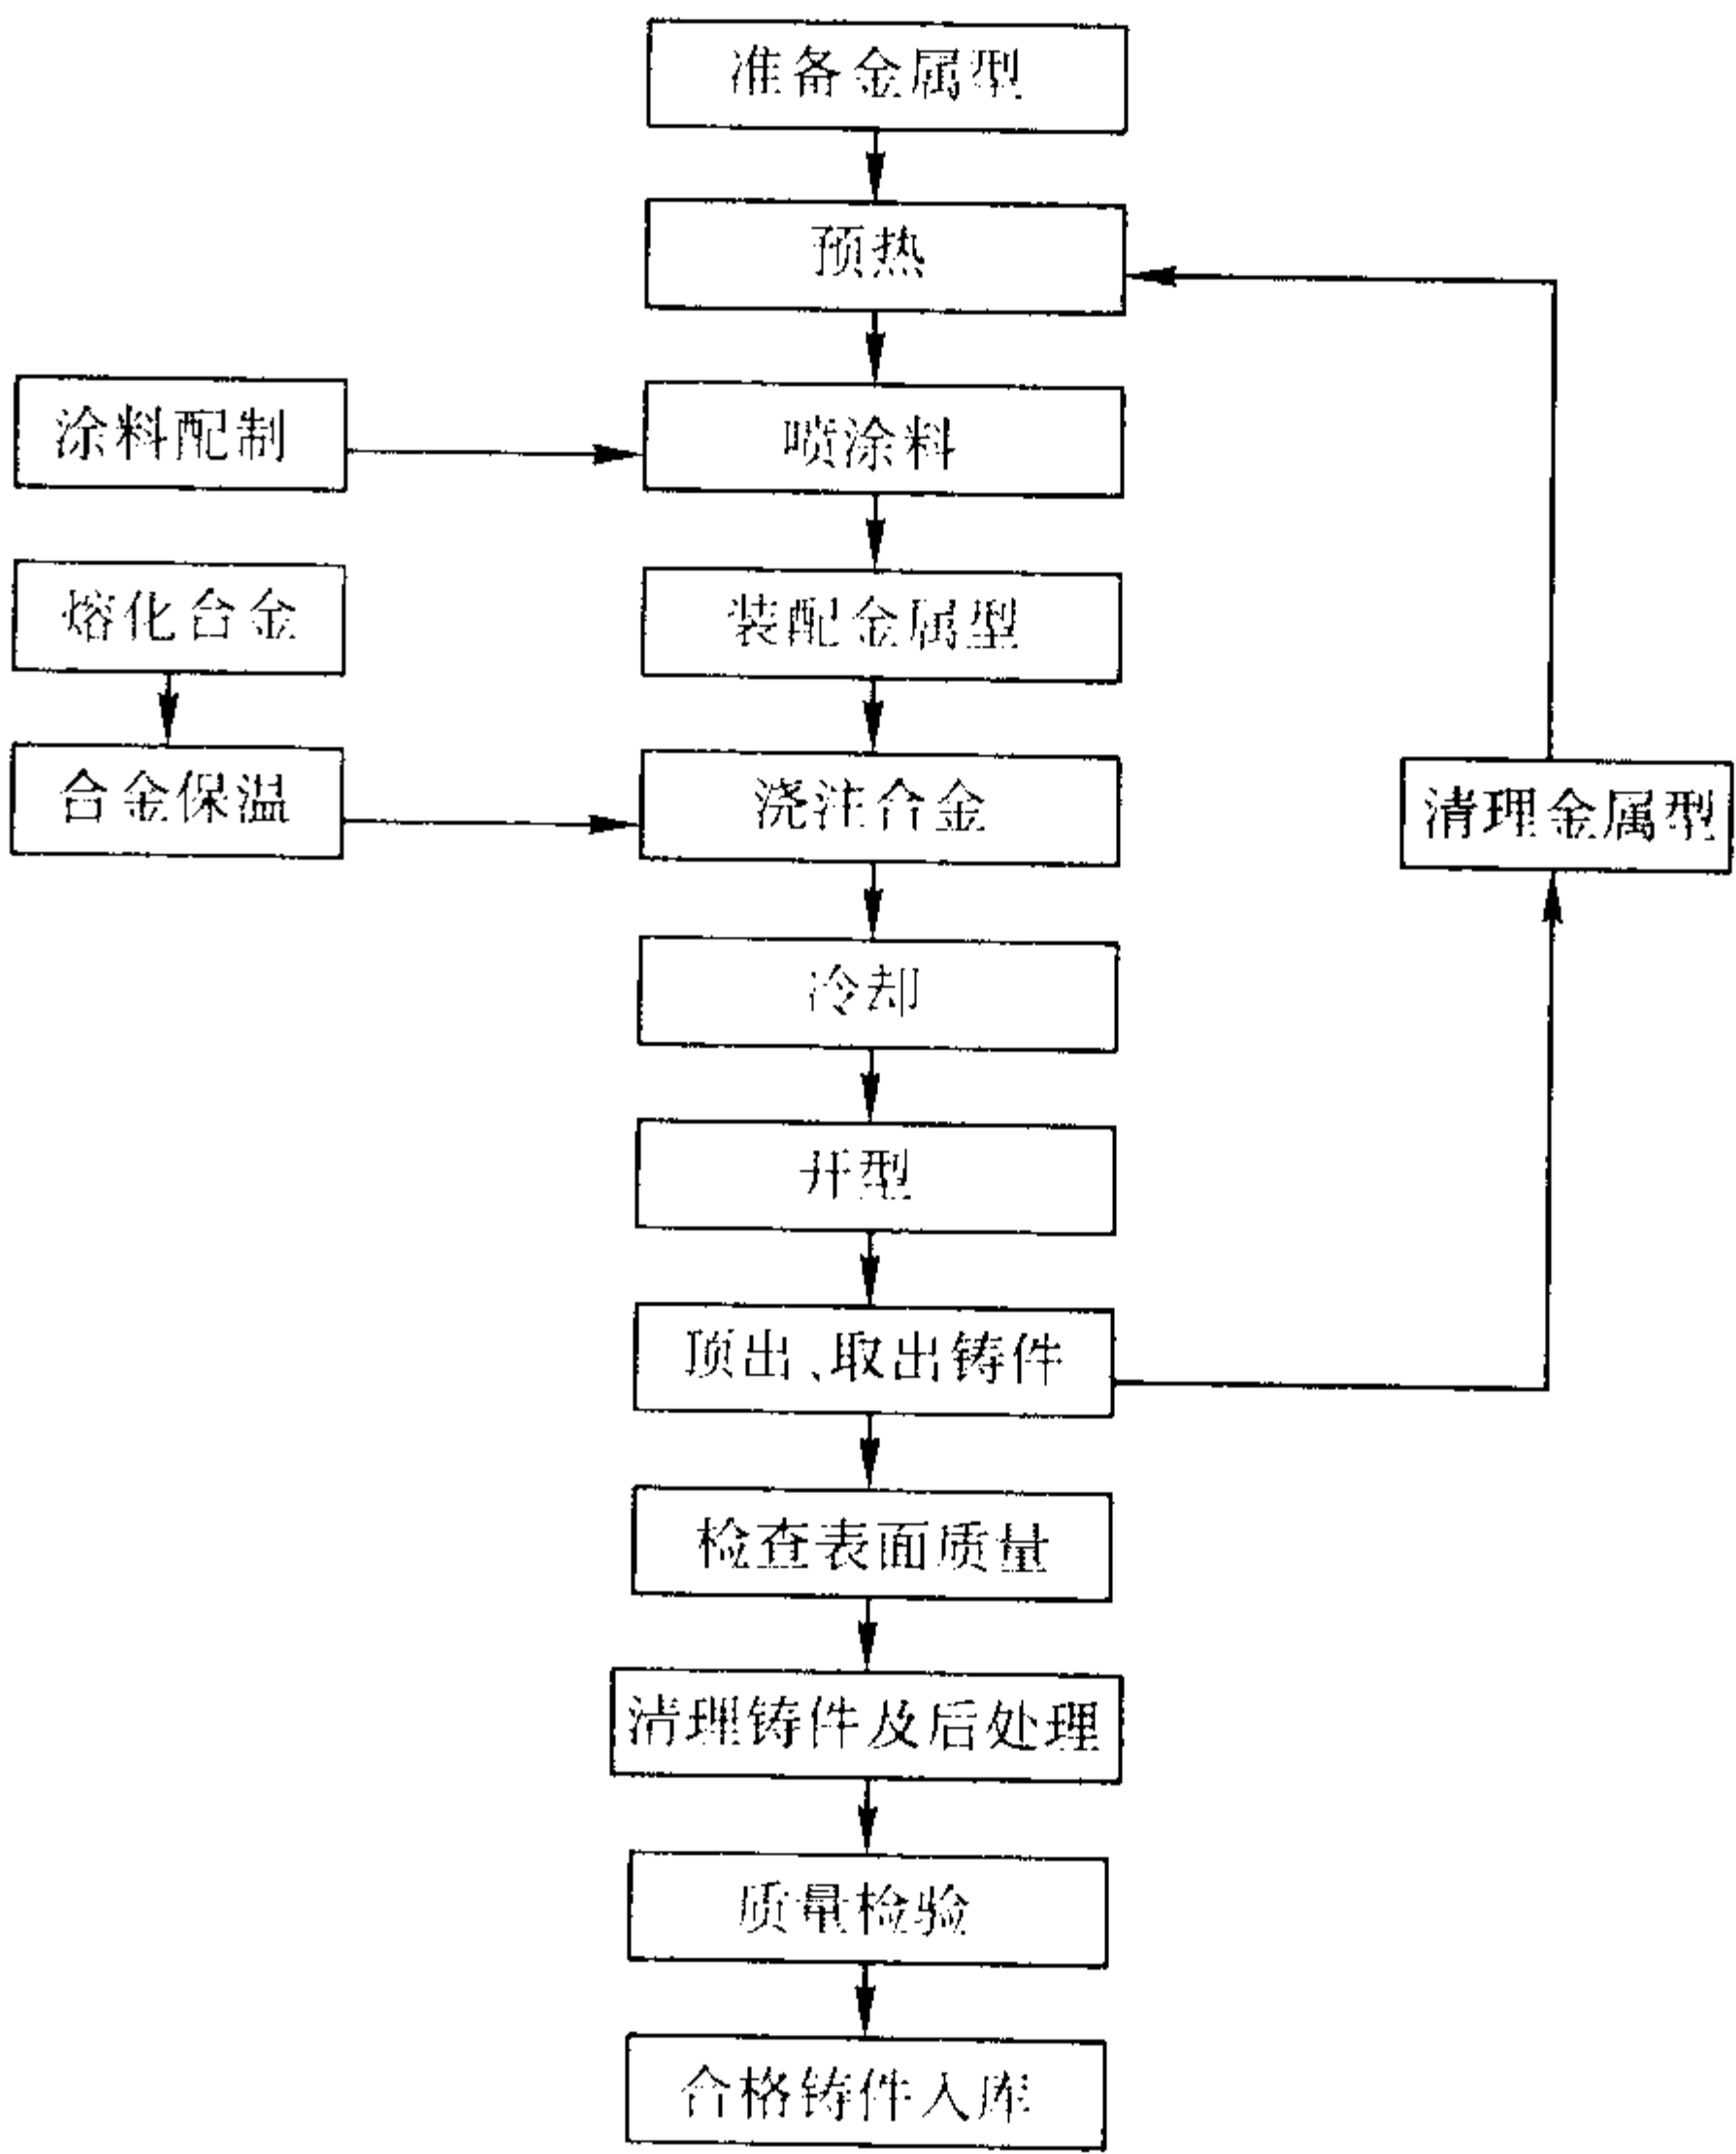 准备金属型
预热
涂料配制
喷涂料
熔化合金
装配金属型
合金保温
浇注合金
清理金属型
冷却
开型
顶出、取出铸件
检查表面质量
清理铸件及后处理
质量检验
合格铸件入库